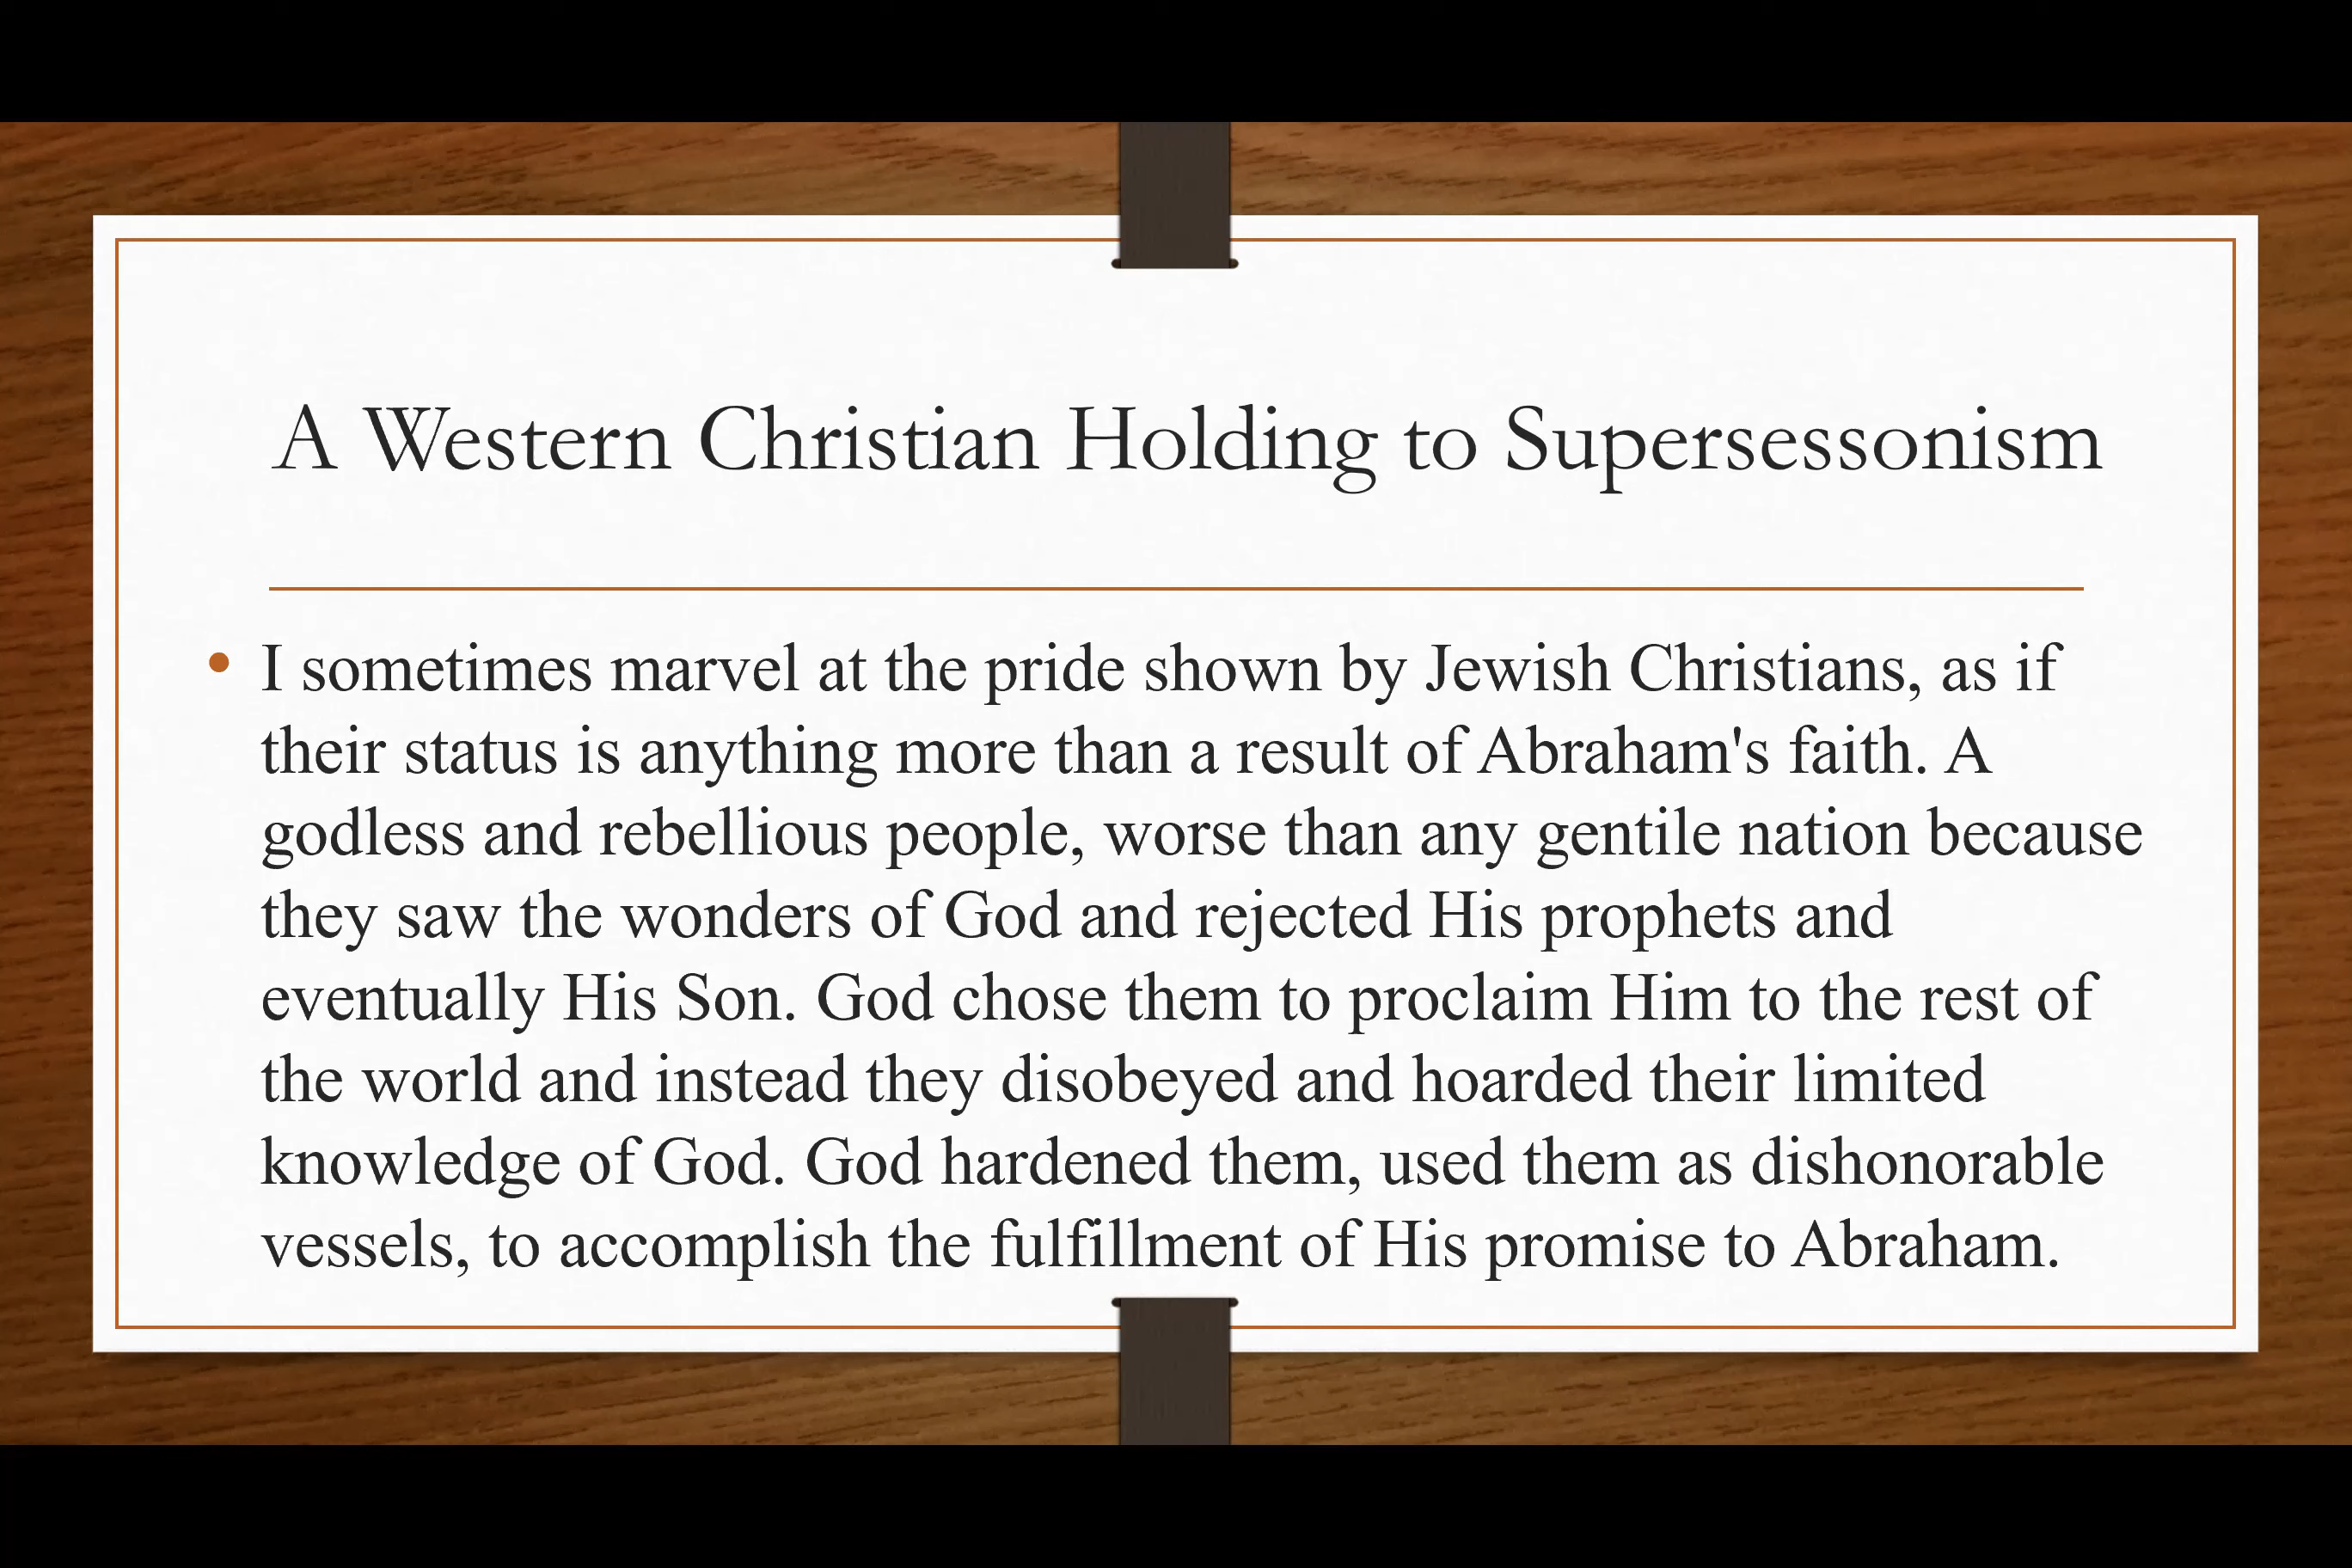 A Western Christian Holding to Supersessonism
• I sometimes marvel at the pride shown by Jewish Christians, as if
their status is anything more than a result of Abraham's faith. A
godless and rebellious people, worse than any gentile nation because
they saw the wonders of God and rejected His prophets and
eventually His Son. God chose them to proclaim Him to the rest of
the world and instead they disobeyed and hoarded their limited
knowledge of God. God hardened them, used them as dishonorable
vessels, to accomplish the fulfillment of His promise to Abraham.